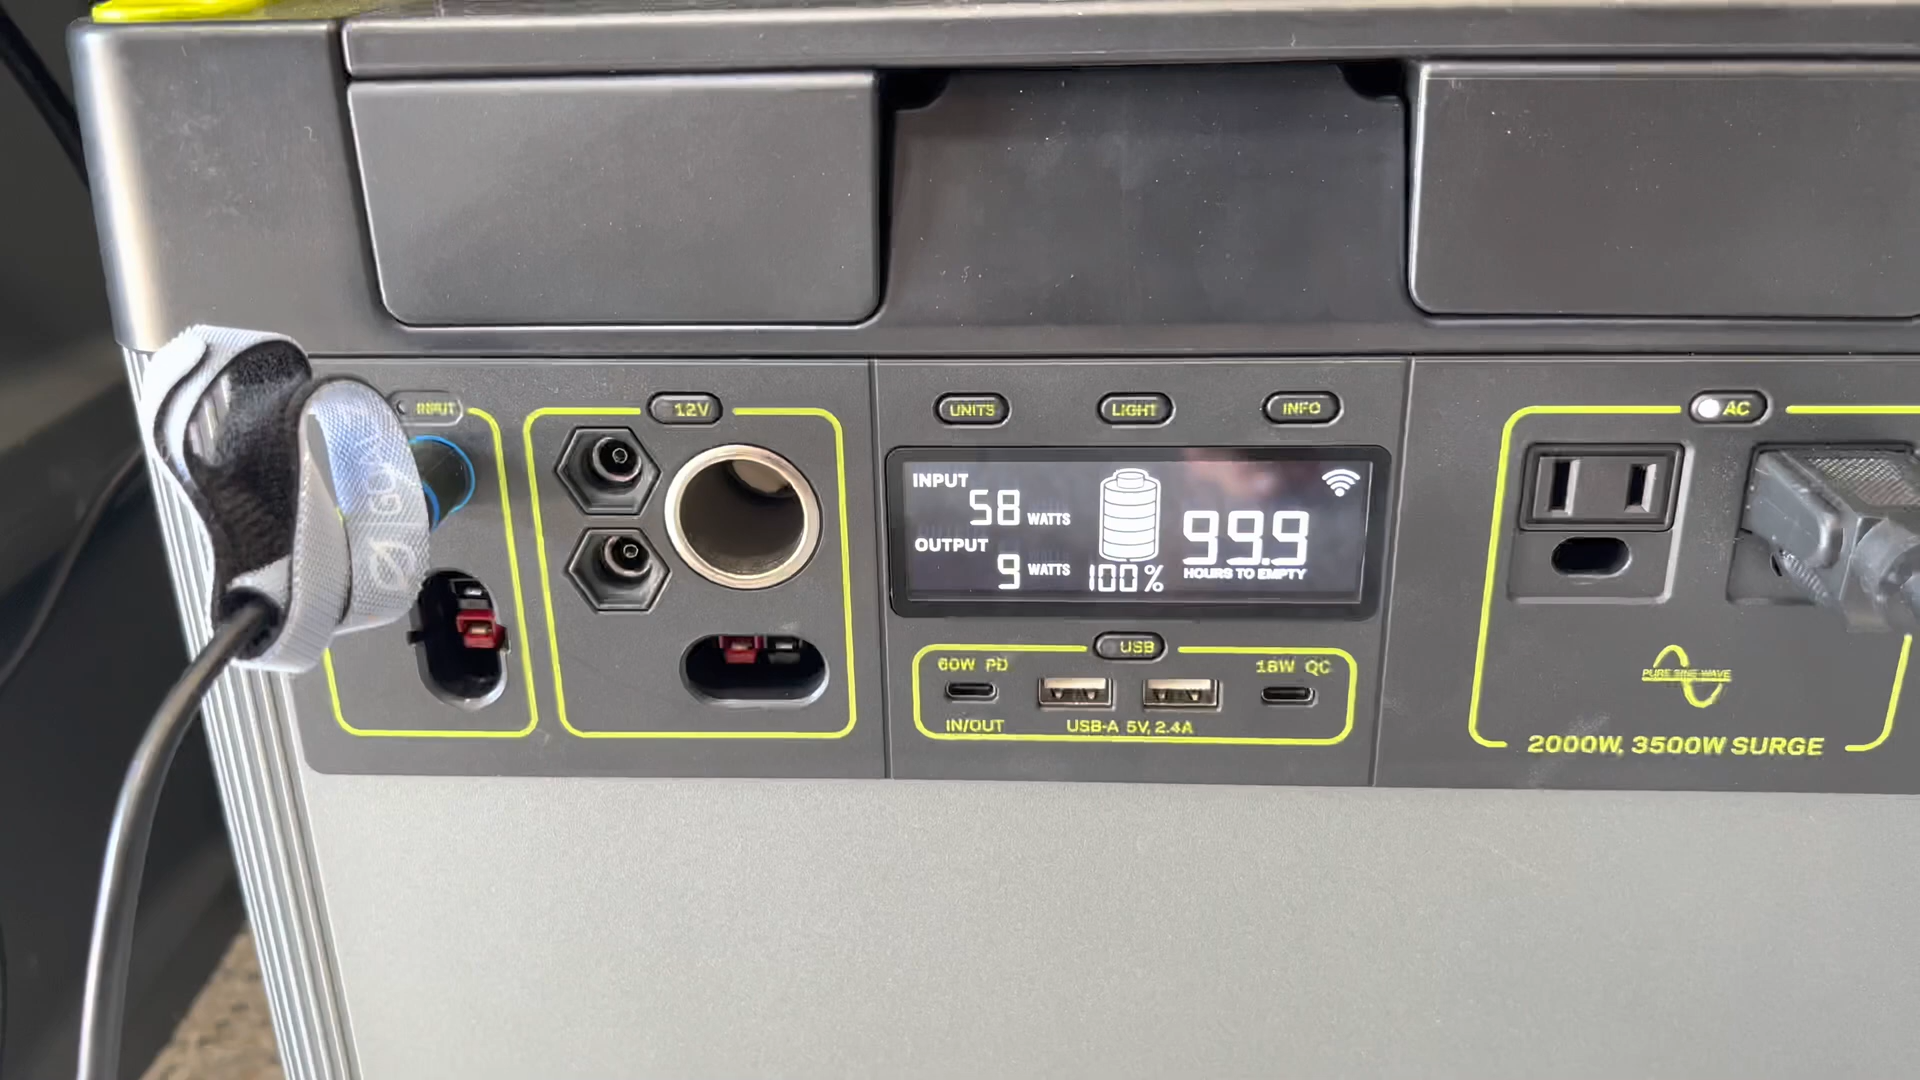 INPUT
12V
UNITS
LIGHT
INFO
AC
INPUT
58 WATTS
OUTPUT
9 WATTS
100%
99.9
HOURS TO EMPTY
USB
60W PD
18W QC
IN/OUT
USB-A 5V, 2.4A
PURE SINE WAVE
2000W, 3500W SURGE